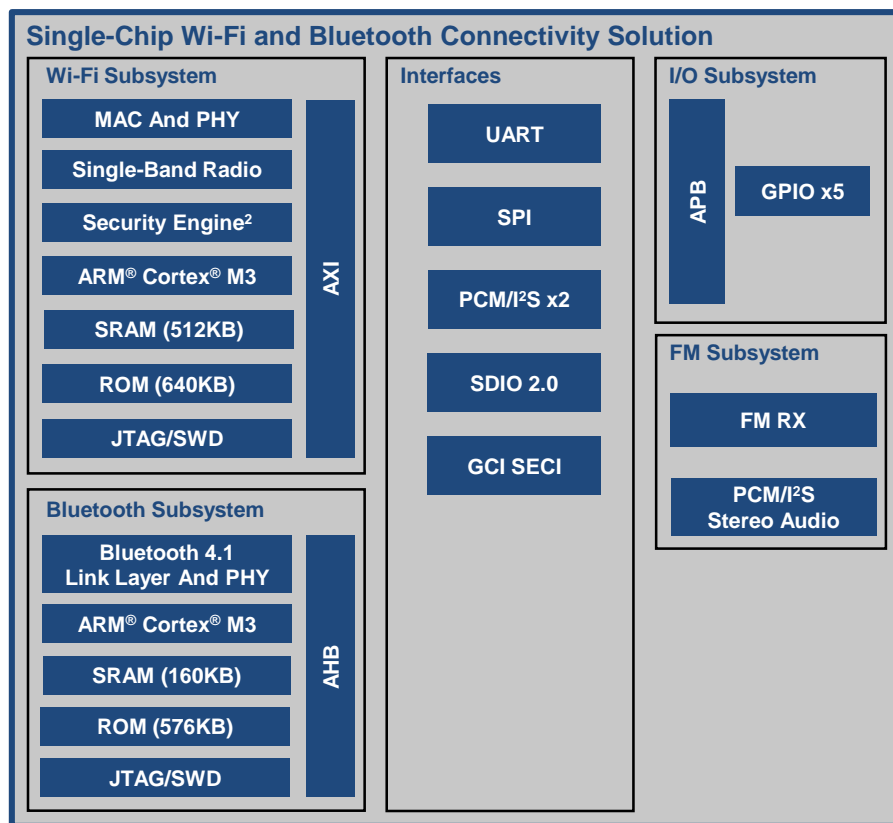 Single-Chip Wi-Fi and Bluetooth Connectivity Solution
Wi-Fi Subsystem
MAC And PHY
Single-Band Radio
Security Engine²
ARM® Cortex® M3
SRAM (512KB)
ROM (640KB)
JTAG/SWD
AXI
Bluetooth Subsystem
Bluetooth 4.1
Link Layer And PHY
ARM® Cortex® M3
SRAM (160KB)
ROM (576KB)
JTAG/SWD
AHB
Interfaces
UART
SPI
PCM/I²S x2
SDIO 2.0
GCI SECI
I/O Subsystem
APB
GPIO x5
FM Subsystem
FM RX
PCM/I²S
Stereo Audio